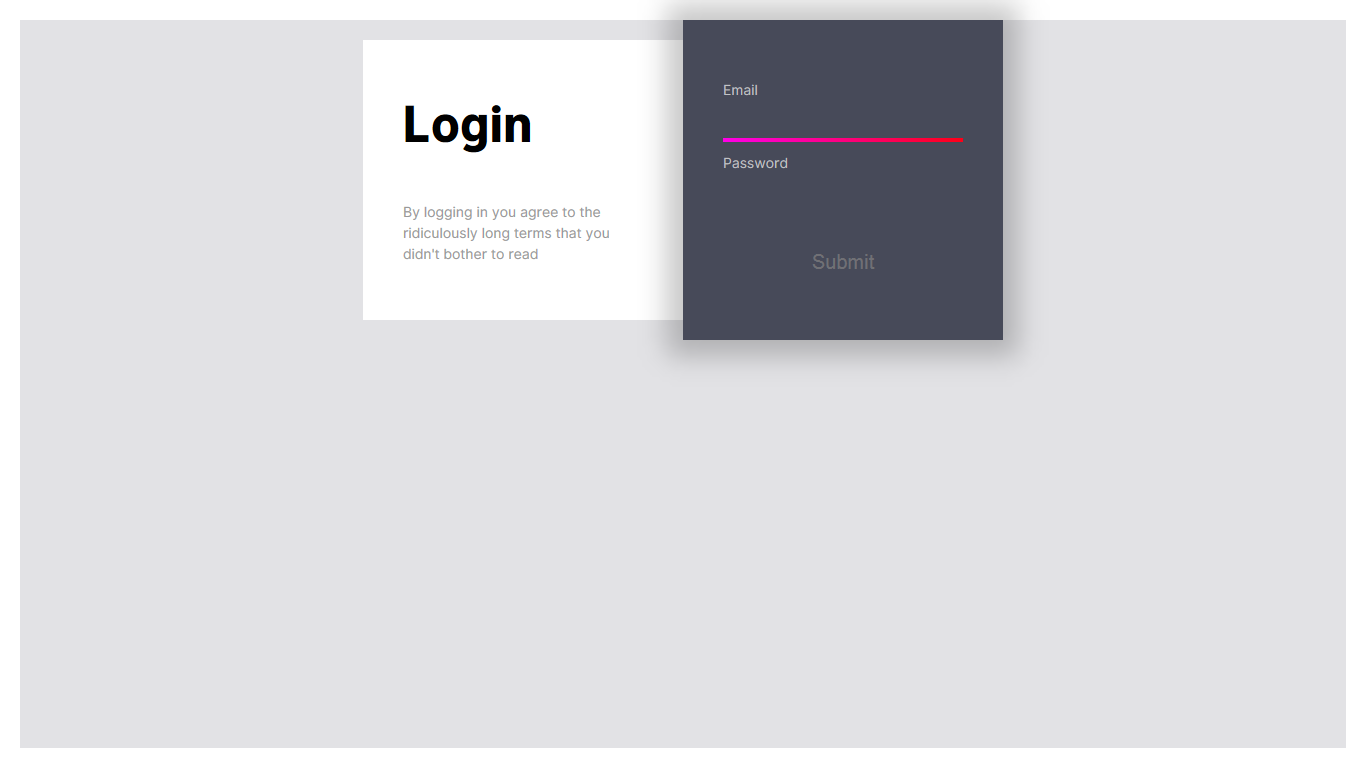 Login
By logging in you agree to the
ridiculously long terms that you
didn't bother to read
Email
Password
Submit